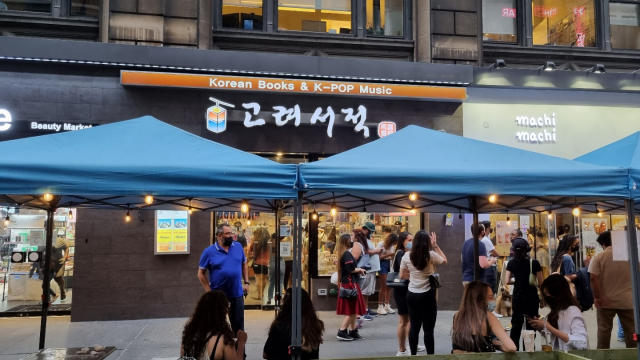 Korean Books & K-POP Music
고려서적
e
Beauty Market
machi
machi